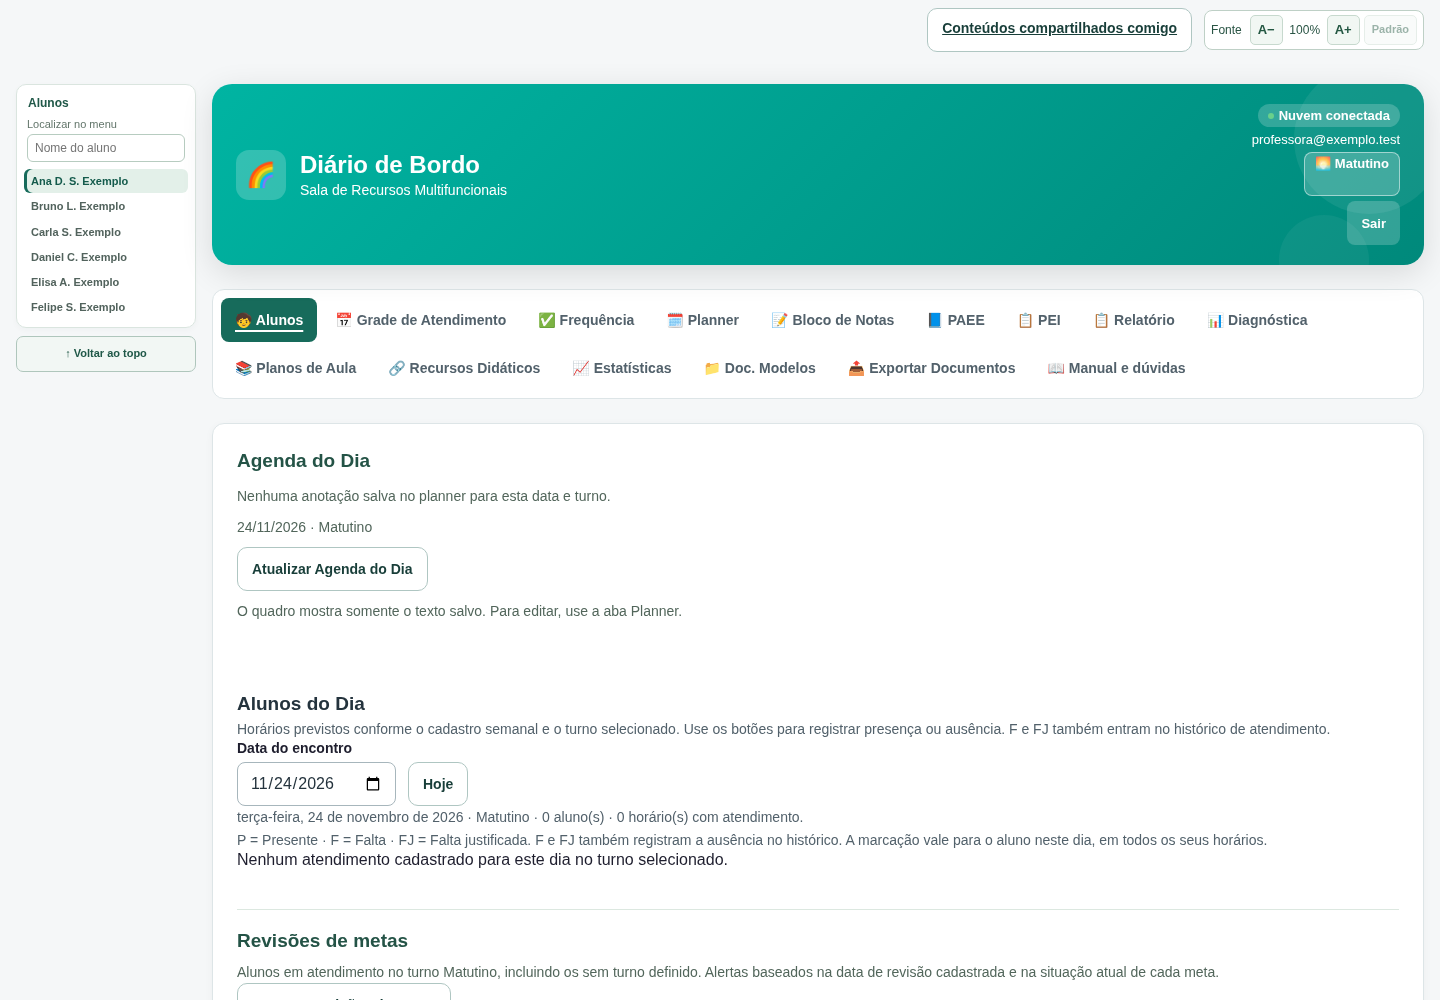 Conteúdos compartilhados comigo
Fonte A− 100% A+ Padrão
Alunos
Localizar no menu
Nome do aluno
Ana D. S. Exemplo
Bruno L. Exemplo
Carla S. Exemplo
Daniel C. Exemplo
Elisa A. Exemplo
Felipe S. Exemplo
↑ Voltar ao topo
Diário de Bordo
Sala de Recursos Multifuncionais
Nuvem conectada
professora@exemplo.test
Matutino
Sair
Alunos
Grade de Atendimento
Frequência
Planner
Bloco de Notas
PAEE
PEI
Relatório
Diagnóstica
Planos de Aula
Recursos Didáticos
Estatísticas
Doc. Modelos
Exportar Documentos
Manual e dúvidas
Agenda do Dia
Nenhuma anotação salva no planner para esta data e turno.
24/11/2026 · Matutino
Atualizar Agenda do Dia
O quadro mostra somente o texto salvo. Para editar, use a aba Planner.
Alunos do Dia
Horários previstos conforme o cadastro semanal e o turno selecionado. Use os botões para registrar presença ou ausência. F e FJ também entram no histórico de atendimento.
Data do encontro
11/24/2026
Hoje
terça-feira, 24 de novembro de 2026 · Matutino · 0 aluno(s) · 0 horário(s) com atendimento.
P = Presente · F = Falta · FJ = Falta justificada. F e FJ também registram a ausência no histórico. A marcação vale para o aluno neste dia, em todos os seus horários.
Nenhum atendimento cadastrado para este dia no turno selecionado.
Revisões de metas
Alunos em atendimento no turno Matutino, incluindo os sem turno definido. Alertas baseados na data de revisão cadastrada e na situação atual de cada meta.